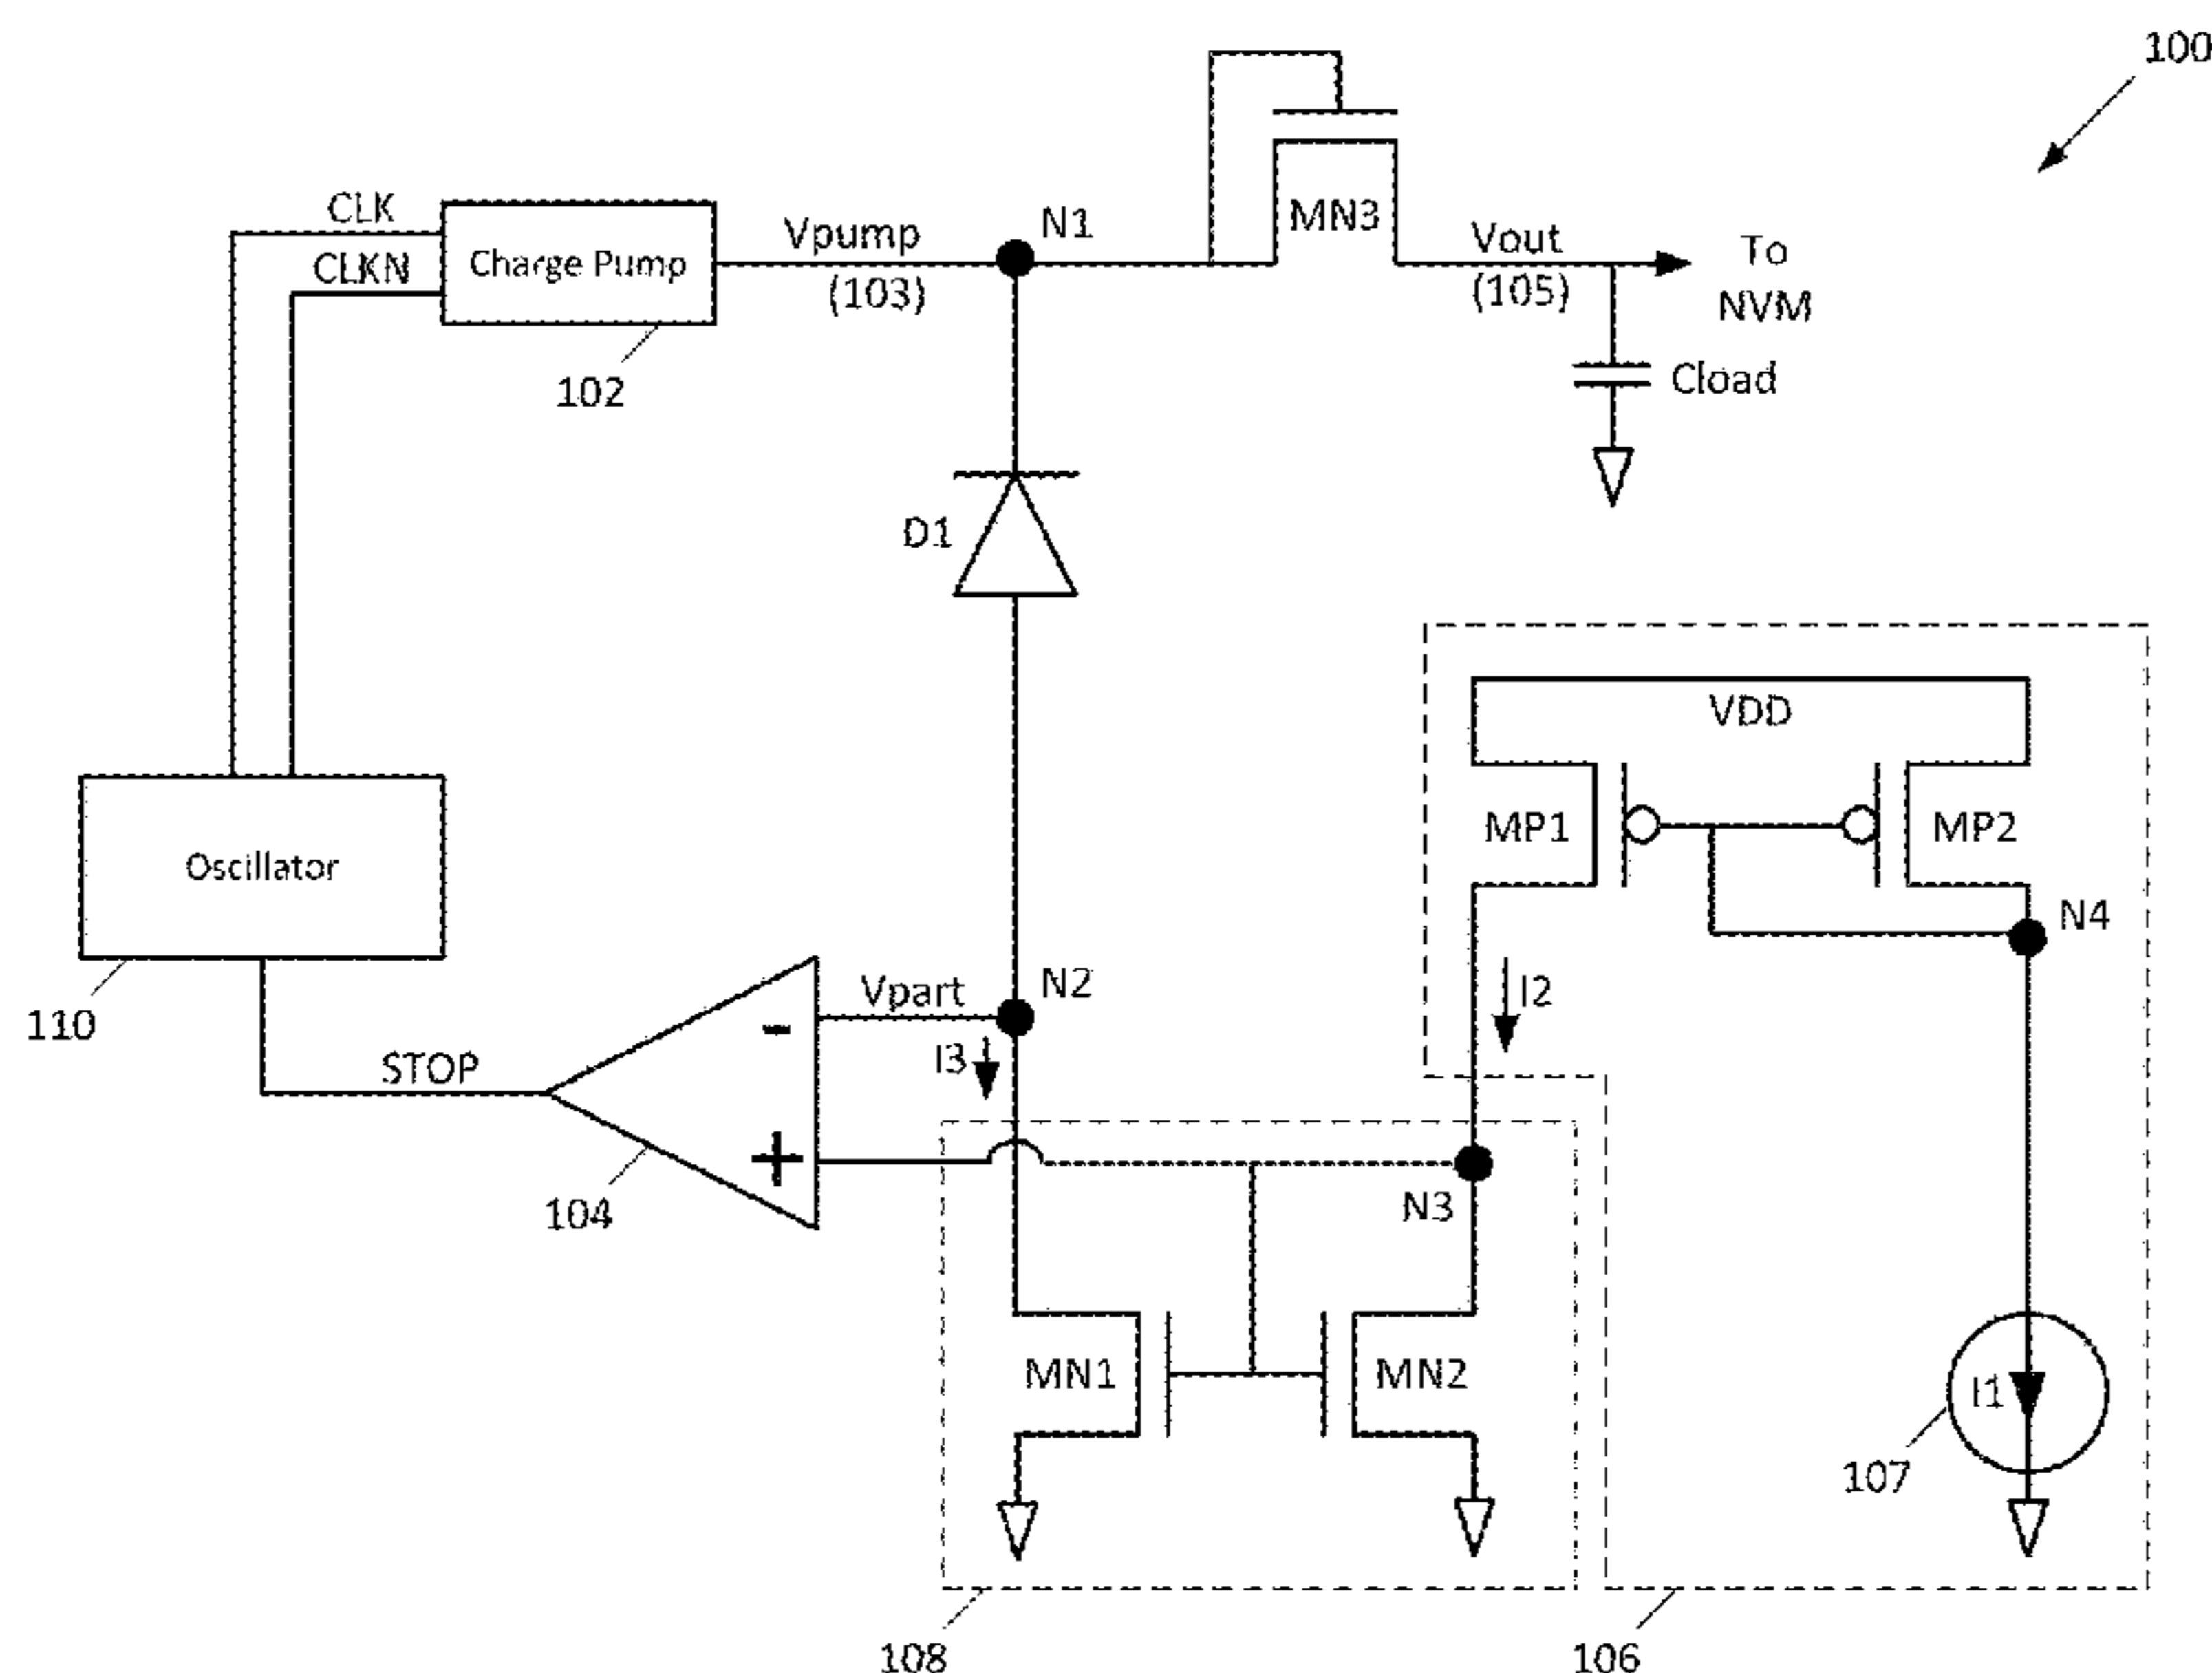 100
CLK
CLKN
Charge Pump
102
Vpump
(103)
N1
MN3
Vout
(105)
To
NVM
Cload
D1
VDD
MP1
MP2
N4
Oscillator
110
Vpart
N2
I2
I3
STOP
-
+
104
N3
MN1
MN2
I1
107
108
106